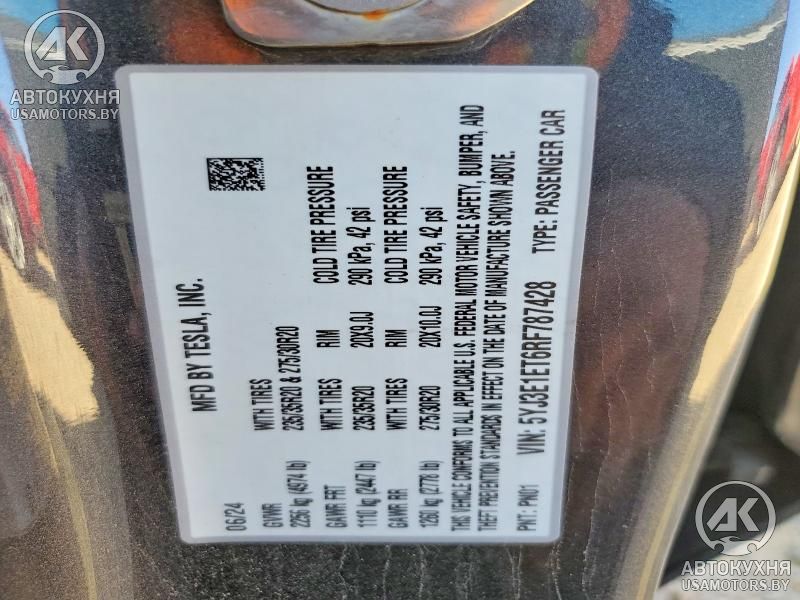 AK
АВТОКУХНЯ
USAMOTORS.BY
MFD BY TESLA, INC.
06/24
GVWR WITH TIRES
2256 kg (4974 lb) 235/35R20 & 275/30R20
GAWR FRT WITH TIRES RIM COLD TIRE PRESSURE
1110 kg (2447 lb) 235/35R20 20X9.0J 290 kPa, 42 psi
GAWR RR WITH TIRES RIM COLD TIRE PRESSURE
1260 kg (2778 lb) 275/30R20 20X10.0J 290 kPa, 42 psi
THIS VEHICLE CONFIRMS TO ALL APPLICABLE U.S. FEDERAL MOTOR VEHICLE SAFETY, BUMPER, AND
THEFT PREVENTION STANDARDS IN EFFECT ON THE DATE OF MANUFACTURE SHOWN ABOVE.
PNT: PN01 VIN: 5YJ3E1ET6RF787428 TYPE: PASSENGER CAR
AK
АВТОКУХНЯ
USAMOTORS.BY